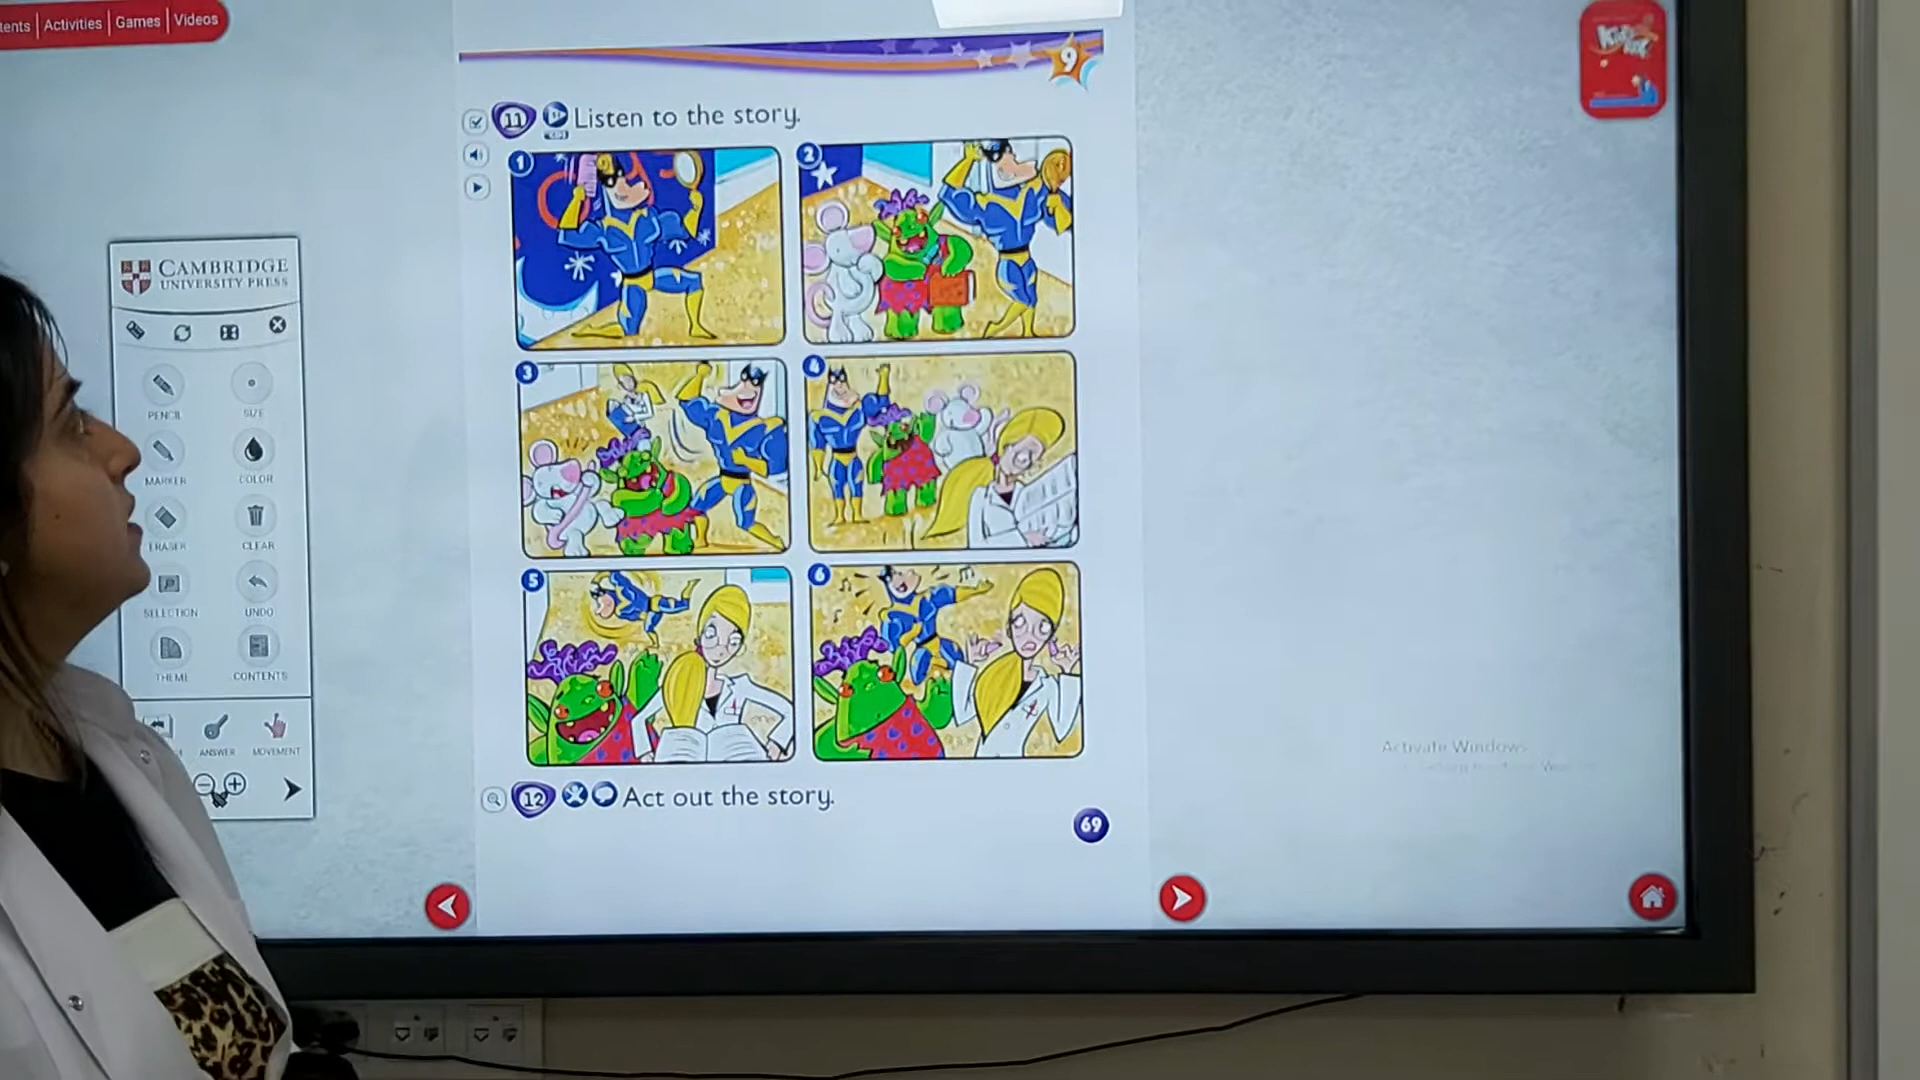 Activities | Games | Videos
9
11 Listen to the story.
1
2
3
4
5
6
12 Act out the story.
69
CAMBRIDGE
UNIVERSITY PRESS
PENCIL SIZE
MARKER COLOR
ERASER CLEAR
SELECTION UNDO
THEME CONTENTS
ANSWER MOVEMENT
Activate Windows